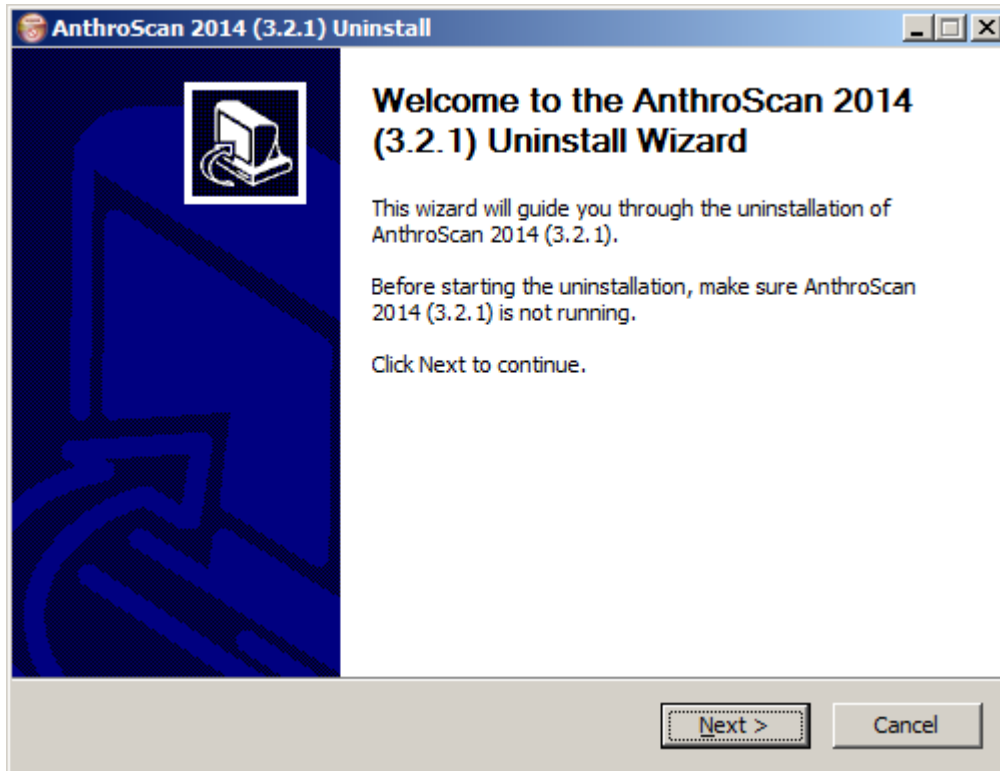 AnthroScan 2014 (3.2.1) Uninstall
Welcome to the AnthroScan 2014
(3.2.1) Uninstall Wizard
This wizard will guide you through the uninstallation of
AnthroScan 2014 (3.2.1).
Before starting the uninstallation, make sure AnthroScan
2014 (3.2.1) is not running.
Click Next to continue.
Next >
Cancel